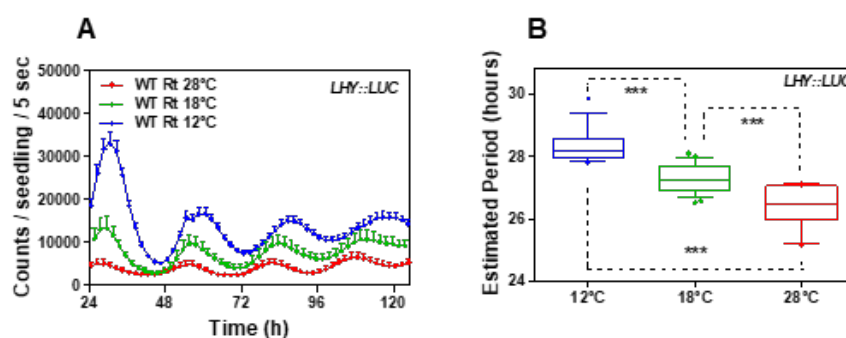 A
50000
40000
30000
20000
10000
0
Counts / seedling / 5 sec
WT Rt 28°C
WT Rt 18°C
WT Rt 12°C
LHY::LUC
24 48 72 96 120
Time (h)
B
30
28
26
24
Estimated Period (hours)
LHY::LUC
***
***
***
12°C 18°C 28°C